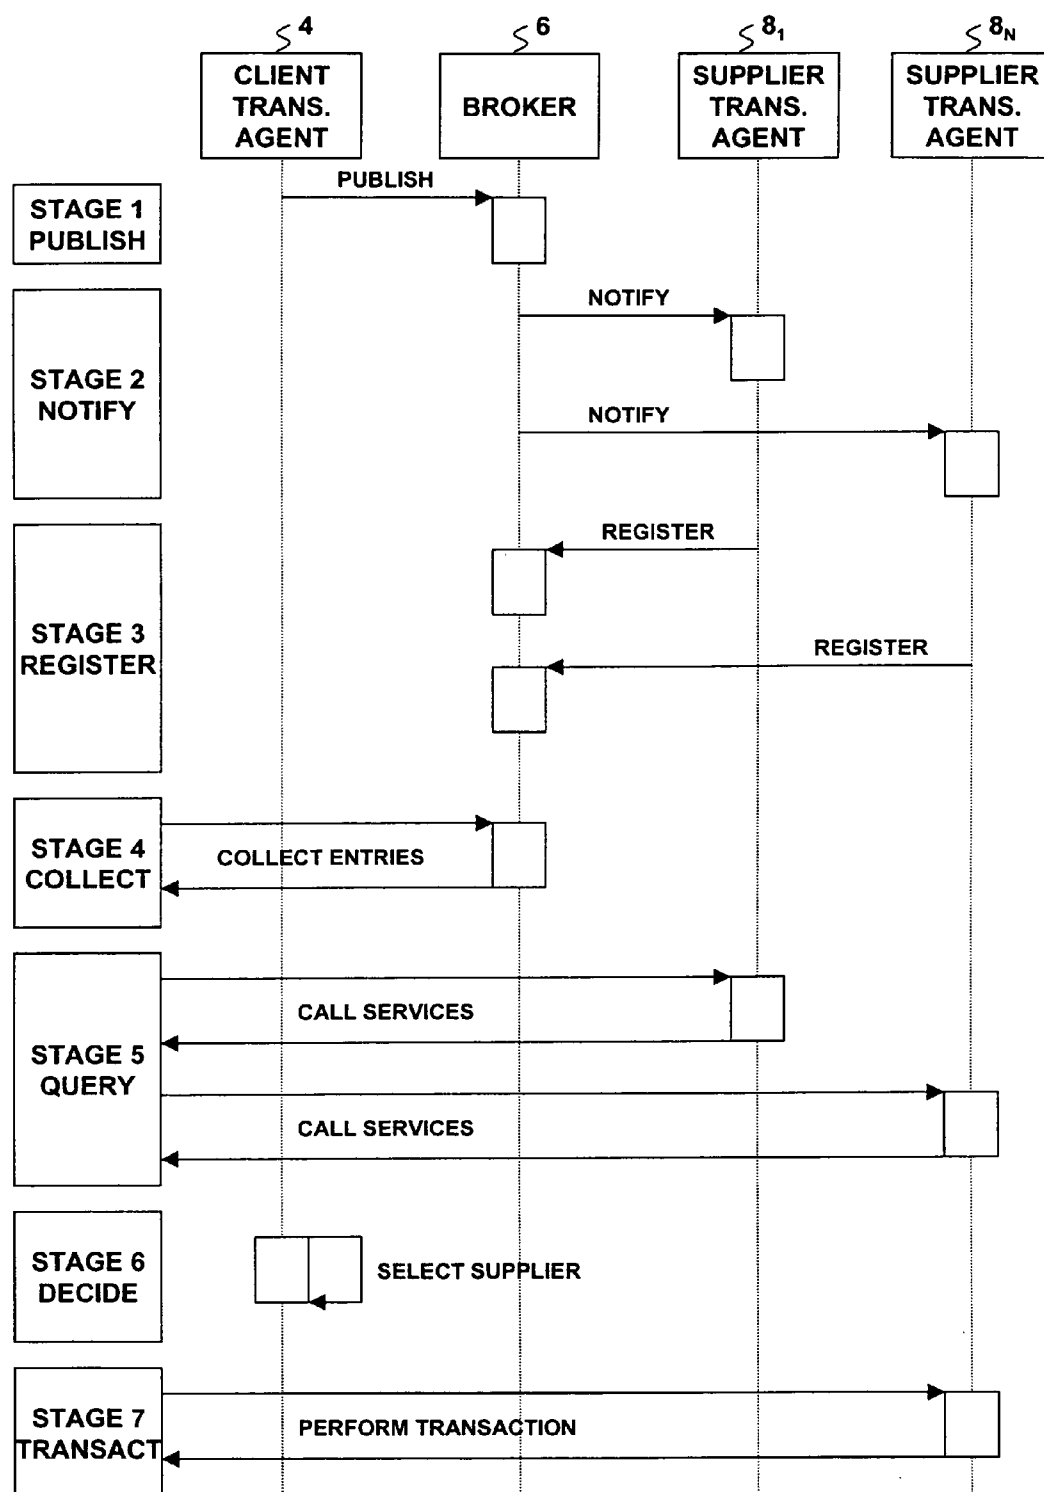 4
6
8₁
8ₙ
CLIENT
TRANS.
AGENT
BROKER
SUPPLIER
TRANS.
AGENT
SUPPLIER
TRANS.
AGENT
STAGE 1
PUBLISH
PUBLISH
STAGE 2
NOTIFY
NOTIFY
NOTIFY
STAGE 3
REGISTER
REGISTER
REGISTER
STAGE 4
COLLECT
COLLECT ENTRIES
STAGE 5
QUERY
CALL SERVICES
CALL SERVICES
STAGE 6
DECIDE
SELECT SUPPLIER
STAGE 7
TRANSACT
PERFORM TRANSACTION